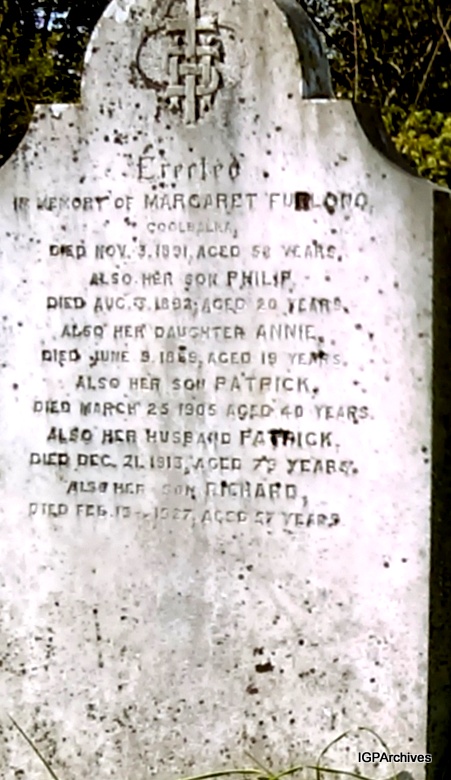 IHS
Erected
IN MEMORY OF MARGARET FURLONG,
DIED NOV. 3. 1891, AGED 58 YEARS,
ALSO HER SON PHILIP,
DIED AUG. 1892, AGED 20 YEARS.
ALSO HER DAUGHTER ANNIE,
DIED JUNE 9. AGED 19 YEARS.
ALSO HER SON PATRICK,
DIED MARCH 25 1905 AGED 40 YEARS.
ALSO HER HUSBAND PATRICK,
DIED DEC. 21. 1913, AGED YEARS.
ALSO HER SON RICHARD,
DIED FEB. 1927, AGED 57 YEARS
IGPArchives